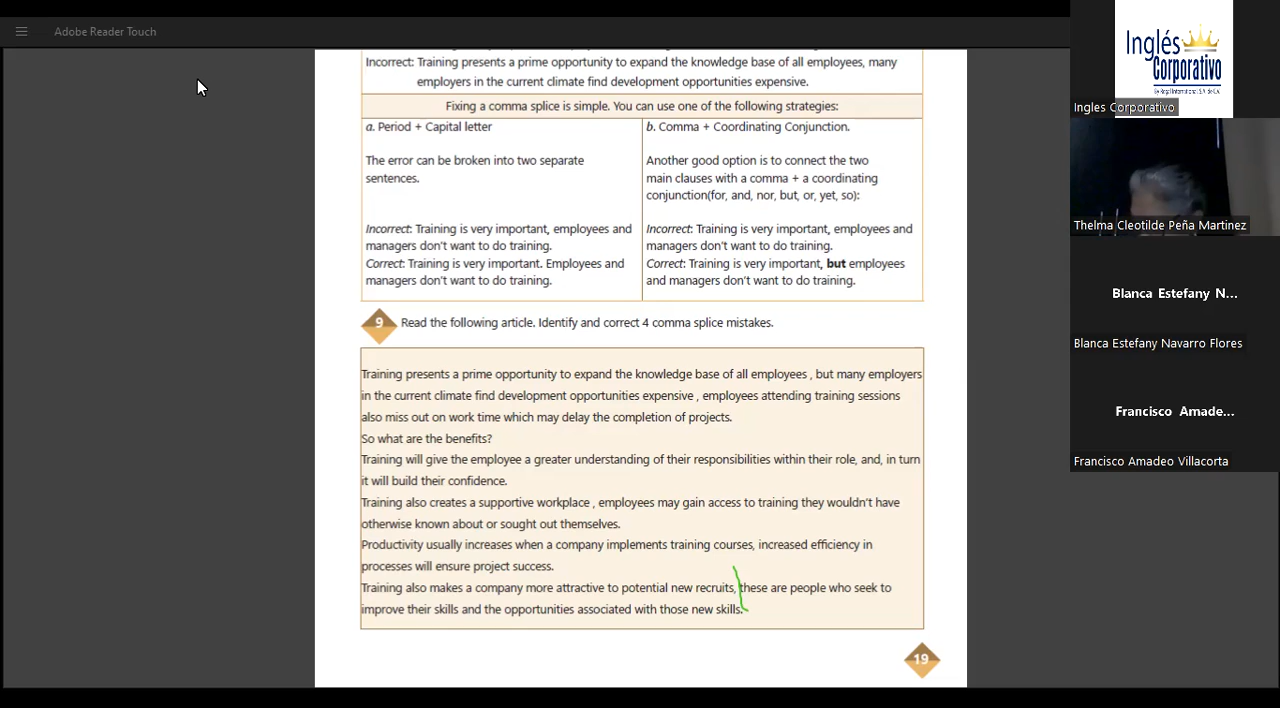 Adobe Reader Touch
Incorrect: Training presents a prime opportunity to expand the knowledge base of all employees, many
employers in the current climate find development opportunities expensive.
Fixing a comma splice is simple. You can use one of the following strategies:
a. Period + Capital letter
The error can be broken into two separate
sentences.
Incorrect: Training is very important, employees and
managers don't want to do training.
Correct: Training is very important. Employees and
managers don't want to do training.
b. Comma + Coordinating Conjunction.
Another good option is to connect the two
main clauses with a comma + a coordinating
conjunction(for, and, nor, but, or, yet, so):
Incorrect: Training is very important, employees and
managers don't want to do training.
Correct: Training is very important, but employees
and managers don't want to do training.
9 Read the following article. Identify and correct 4 comma splice mistakes.
Training presents a prime opportunity to expand the knowledge base of all employees , but many employers
in the current climate find development opportunities expensive , employees attending training sessions
also miss out on work time which may delay the completion of projects.
So what are the benefits?
Training will give the employee a greater understanding of their responsibilities within their role, and, in turn
it will build their confidence.
Training also creates a supportive workplace , employees may gain access to training they wouldn't have
otherwise known about or sought out themselves.
Productivity usually increases when a company implements training courses, increased efficiency in
processes will ensure project success.
Training also makes a company more attractive to potential new recruits, these are people who seek to
improve their skills and the opportunities associated with those new skills.
19
Inglés
Corporativo
Ingles Corporativo
Thelma Cleotilde Peña Martinez
Blanca Estefany N...
Blanca Estefany Navarro Flores
Francisco Amade...
Francisco Amadeo Villacorta